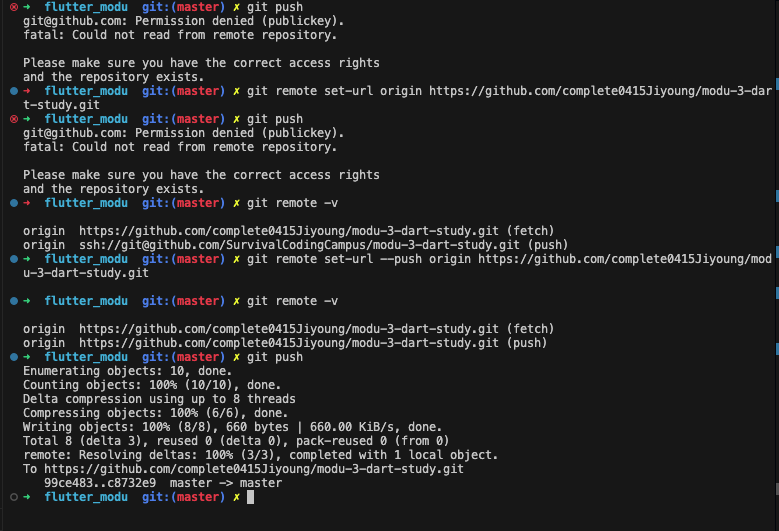 ➜  flutter_modu  git:(master) ✗ git push
git@github.com: Permission denied (publickey).
fatal: Could not read from remote repository.

Please make sure you have the correct access rights
and the repository exists.
➜  flutter_modu  git:(master) ✗ git remote set-url origin https://github.com/complete0415Jiyoung/modu-3-dar
t-study.git
➜  flutter_modu  git:(master) ✗ git push
git@github.com: Permission denied (publickey).
fatal: Could not read from remote repository.

Please make sure you have the correct access rights
and the repository exists.
➜  flutter_modu  git:(master) ✗ git remote -v

origin  https://github.com/complete0415Jiyoung/modu-3-dart-study.git (fetch)
origin  ssh://git@github.com/SurvivalCodingCampus/modu-3-dart-study.git (push)
➜  flutter_modu  git:(master) ✗ git remote set-url --push origin https://github.com/complete0415Jiyoung/mod
u-3-dart-study.git

➜  flutter_modu  git:(master) ✗ git remote -v

origin  https://github.com/complete0415Jiyoung/modu-3-dart-study.git (fetch)
origin  https://github.com/complete0415Jiyoung/modu-3-dart-study.git (push)
➜  flutter_modu  git:(master) ✗ git push
Enumerating objects: 10, done.
Counting objects: 100% (10/10), done.
Delta compression using up to 8 threads
Compressing objects: 100% (6/6), done.
Writing objects: 100% (8/8), 660 bytes | 660.00 KiB/s, done.
Total 8 (delta 3), reused 0 (delta 0), pack-reused 0 (from 0)
remote: Resolving deltas: 100% (3/3), completed with 1 local object.
To https://github.com/complete0415Jiyoung/modu-3-dart-study.git
   99ce483..c8732e9  master -> master
➜  flutter_modu  git:(master) ✗